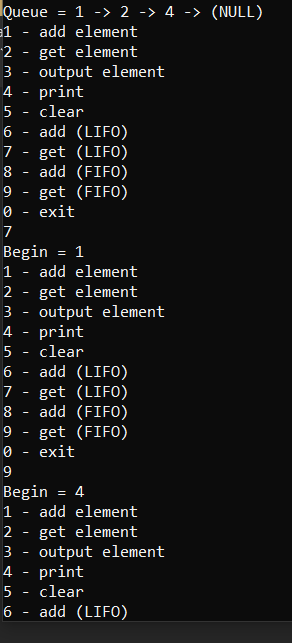 Queue = 1 -> 2 -> 4 -> (NULL)
1 - add element
2 - get element
3 - output element
4 - print
5 - clear
6 - add (LIFO)
7 - get (LIFO)
8 - add (FIFO)
9 - get (FIFO)
0 - exit
7
Begin = 1
1 - add element
2 - get element
3 - output element
4 - print
5 - clear
6 - add (LIFO)
7 - get (LIFO)
8 - add (FIFO)
9 - get (FIFO)
0 - exit
9
Begin = 4
1 - add element
2 - get element
3 - output element
4 - print
5 - clear
6 - add (LIFO)